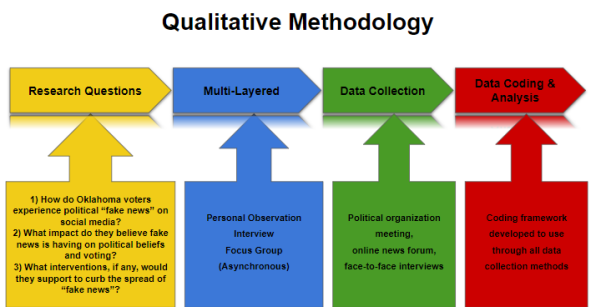 Qualitative Methodology
Research Questions
Multi-Layered
Data Collection
Data Coding &
Analysis
1) How do Oklahoma voters
experience political “fake news” on
social media?
2) What impact do they believe fake
news is having on political beliefs
and voting?
3) What interventions, if any, would
they support to curb the spread of
“fake news”?
Personal Observation
Interview
Focus Group
(Asynchronous)
Political organization
meeting,
online news forum,
face-to-face interviews
Coding framework
developed to use
through all data
collection methods